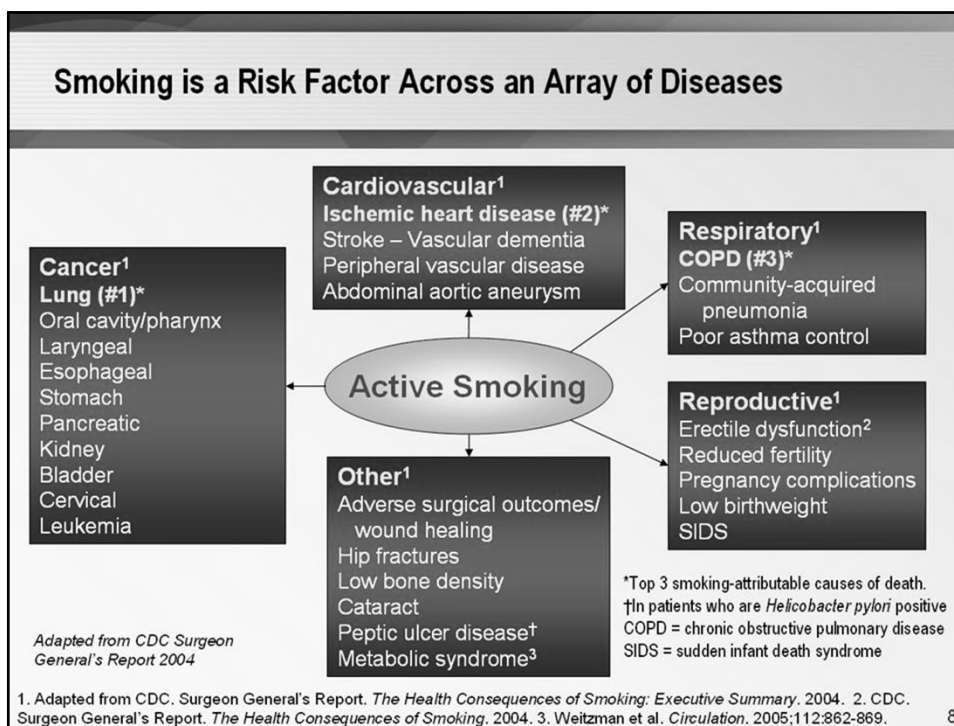 Smoking is a Risk Factor Across an Array of Diseases
Cardiovascular¹
Ischemic heart disease (#2)*
Stroke – Vascular dementia
Peripheral vascular disease
Abdominal aortic aneurysm
Respiratory¹
COPD (#3)*
Community-acquired
pneumonia
Poor asthma control
Cancer¹
Lung (#1)*
Oral cavity/pharynx
Laryngeal
Esophageal
Stomach
Pancreatic
Kidney
Bladder
Cervical
Leukemia
Active Smoking
Reproductive¹
Erectile dysfunction²
Reduced fertility
Pregnancy complications
Low birthweight
SIDS
Other¹
Adverse surgical outcomes/
wound healing
Hip fractures
Low bone density
Cataract
Peptic ulcer disease†
Metabolic syndrome³
*Top 3 smoking-attributable causes of death.
†In patients who are Helicobacter pylori positive
COPD = chronic obstructive pulmonary disease
SIDS = sudden infant death syndrome
Adapted from CDC Surgeon
General's Report 2004
1. Adapted from CDC. Surgeon General's Report. The Health Consequences of Smoking: Executive Summary. 2004. 2. CDC.
Surgeon General's Report. The Health Consequences of Smoking. 2004. 3. Weitzman et al. Circulation. 2005;112:862-869.
8